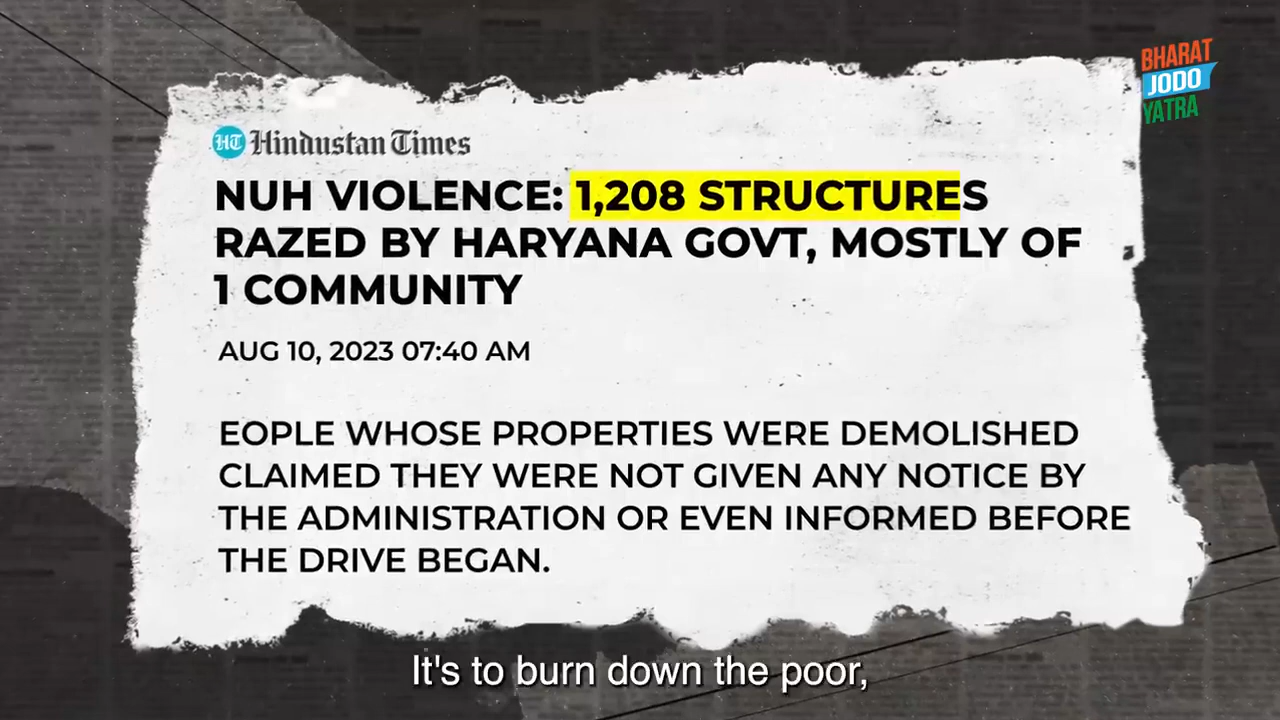 BHARAT
JODO
YATRA
HT Hindustan Times
NUH VIOLENCE: 1,208 STRUCTURES
RAZED BY HARYANA GOVT, MOSTLY OF
1 COMMUNITY
AUG 10, 2023 07:40 AM
EOPLE WHOSE PROPERTIES WERE DEMOLISHED
CLAIMED THEY WERE NOT GIVEN ANY NOTICE BY
THE ADMINISTRATION OR EVEN INFORMED BEFORE
THE DRIVE BEGAN.
It's to burn down the poor,